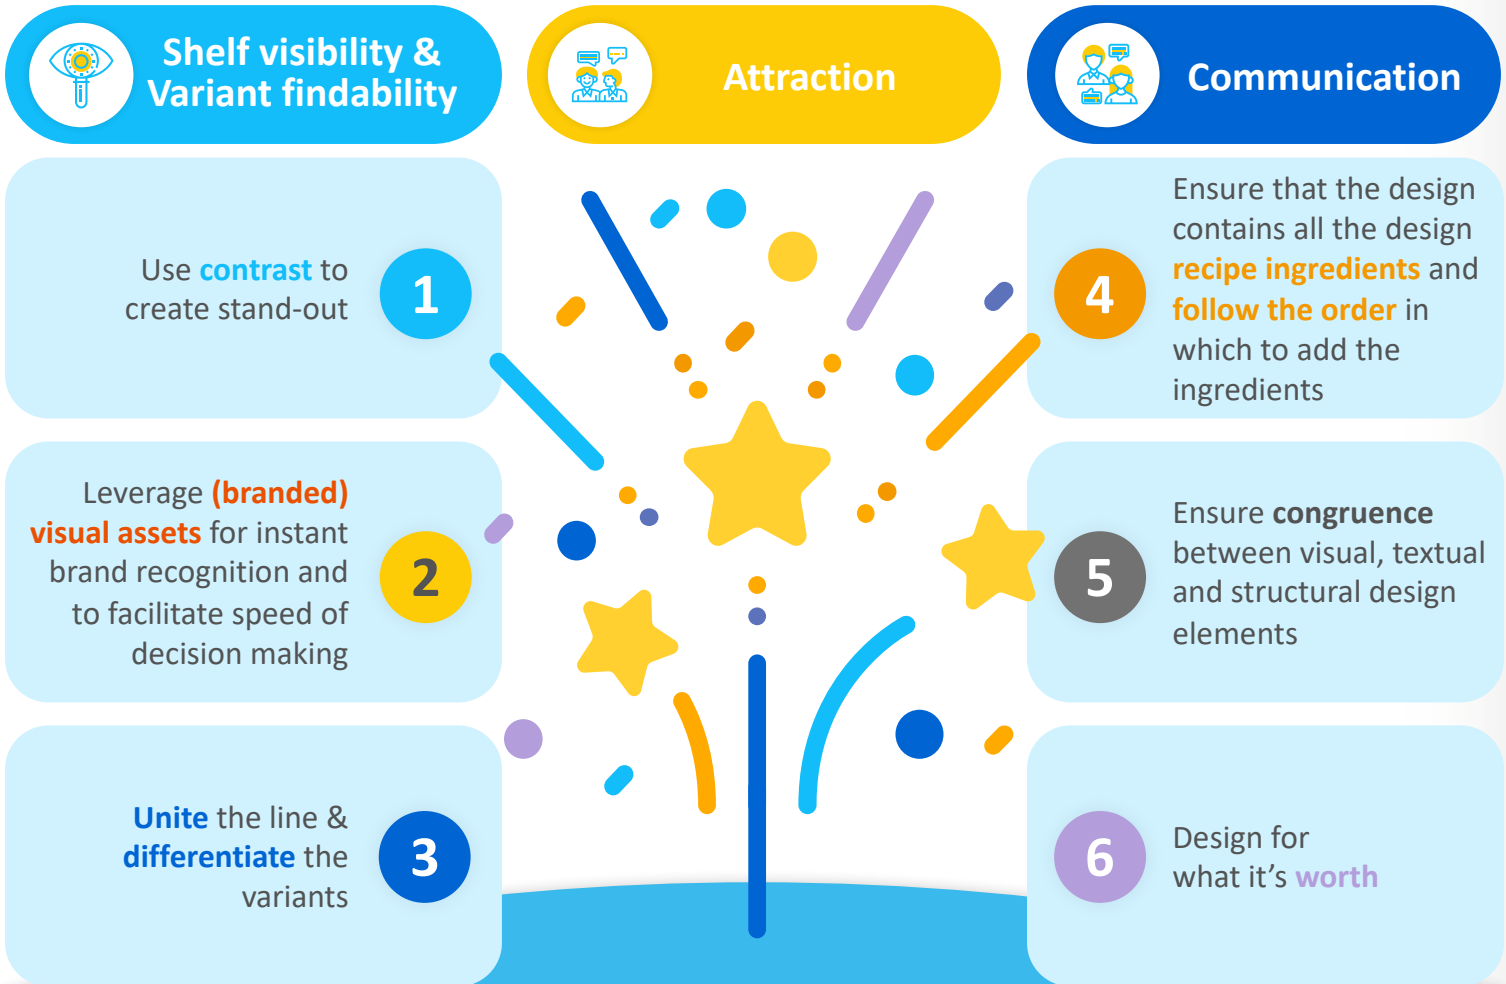 Shelf visibility &
Variant findability
Attraction
Communication
Use contrast to
create stand-out
1
Leverage (branded)
visual assets for instant
brand recognition and
to facilitate speed of
decision making
2
Unite the line &
differentiate the
variants
3
4
Ensure that the design
contains all the design
recipe ingredients and
follow the order in
which to add the
ingredients
5
Ensure congruence
between visual, textual
and structural design
elements
6
Design for
what it’s worth